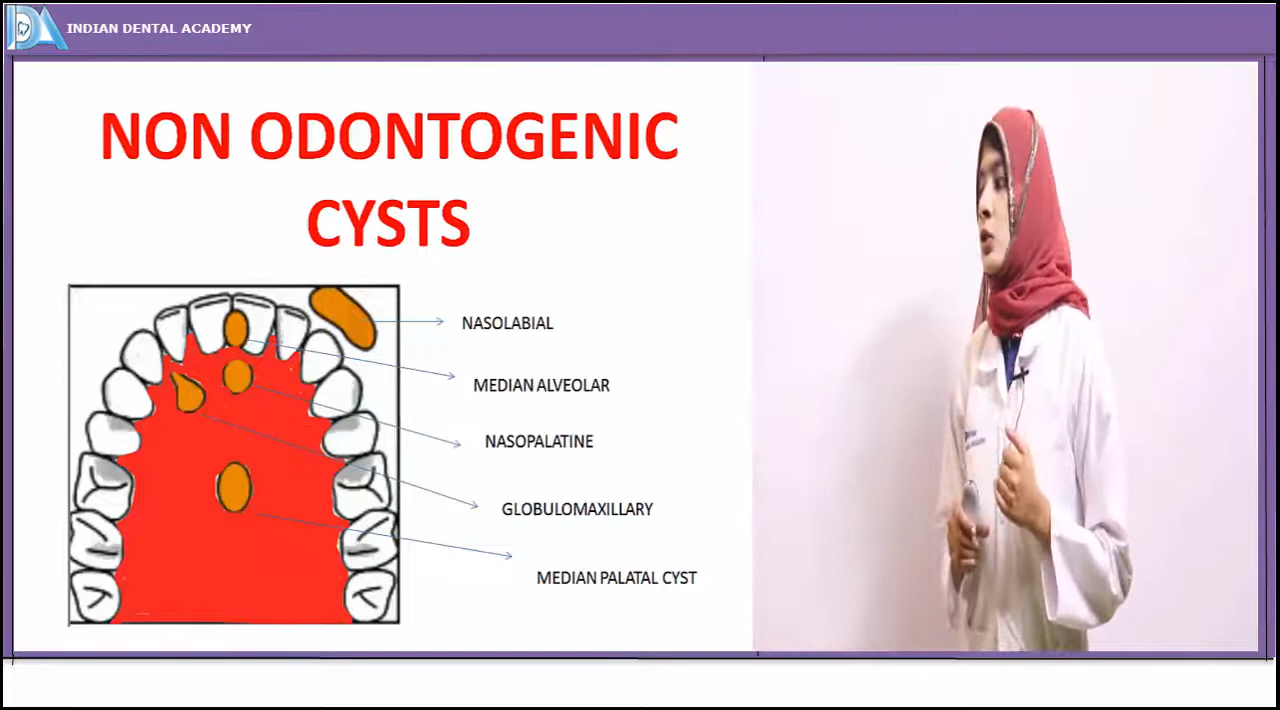 INDIAN DENTAL ACADEMY
NON ODONTOGENIC
CYSTS
NASOLABIAL
MEDIAN ALVEOLAR
NASOPALATINE
GLOBULOMAXILLARY
MEDIAN PALATAL CYST